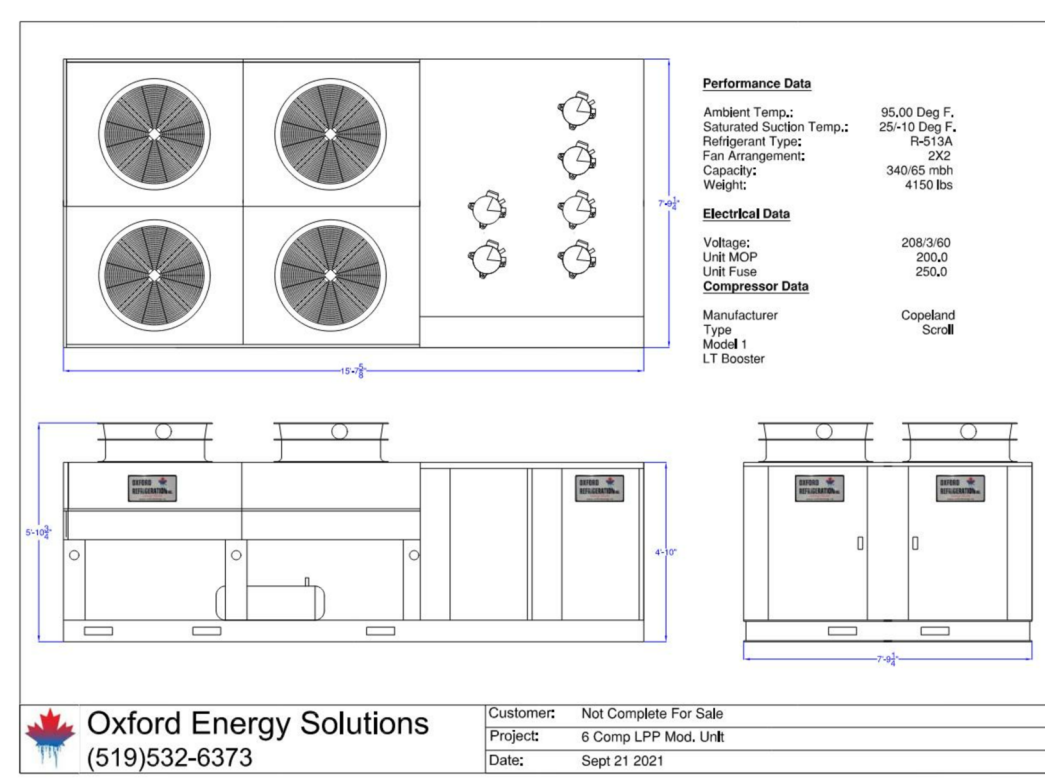 Performance Data
Ambient Temp.: 95.00 Deg F.
Saturated Suction Temp.: 25/-10 Deg F.
Refrigerant Type: R-513A
Fan Arrangement: 2X2
Capacity: 340/65 mbh
Weight: 4150 lbs
Electrical Data
Voltage: 208/3/60
Unit MOP 200.0
Unit Fuse 250.0
Compressor Data
Manufacturer Copeland
Type Scroll
Model 1
LT Booster
7'-9 1/4"
15'-7 5/8"
5'-10 3/4"
OXFORD
REFRIGERATION
OXFORD
REFRIGERATION
4'-10"
OXFORD
REFRIGERATION
OXFORD
REFRIGERATION
7'-9 1/4"
Oxford Energy Solutions
(519)532-6373
Customer: Not Complete For Sale
Project: 6 Comp LPP Mod. Unit
Date: Sept 21 2021